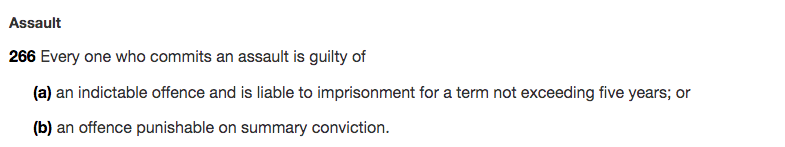 Assault
266 Every one who commits an assault is guilty of
(a) an indictable offence and is liable to imprisonment for a term not exceeding five years; or
(b) an offence punishable on summary conviction.